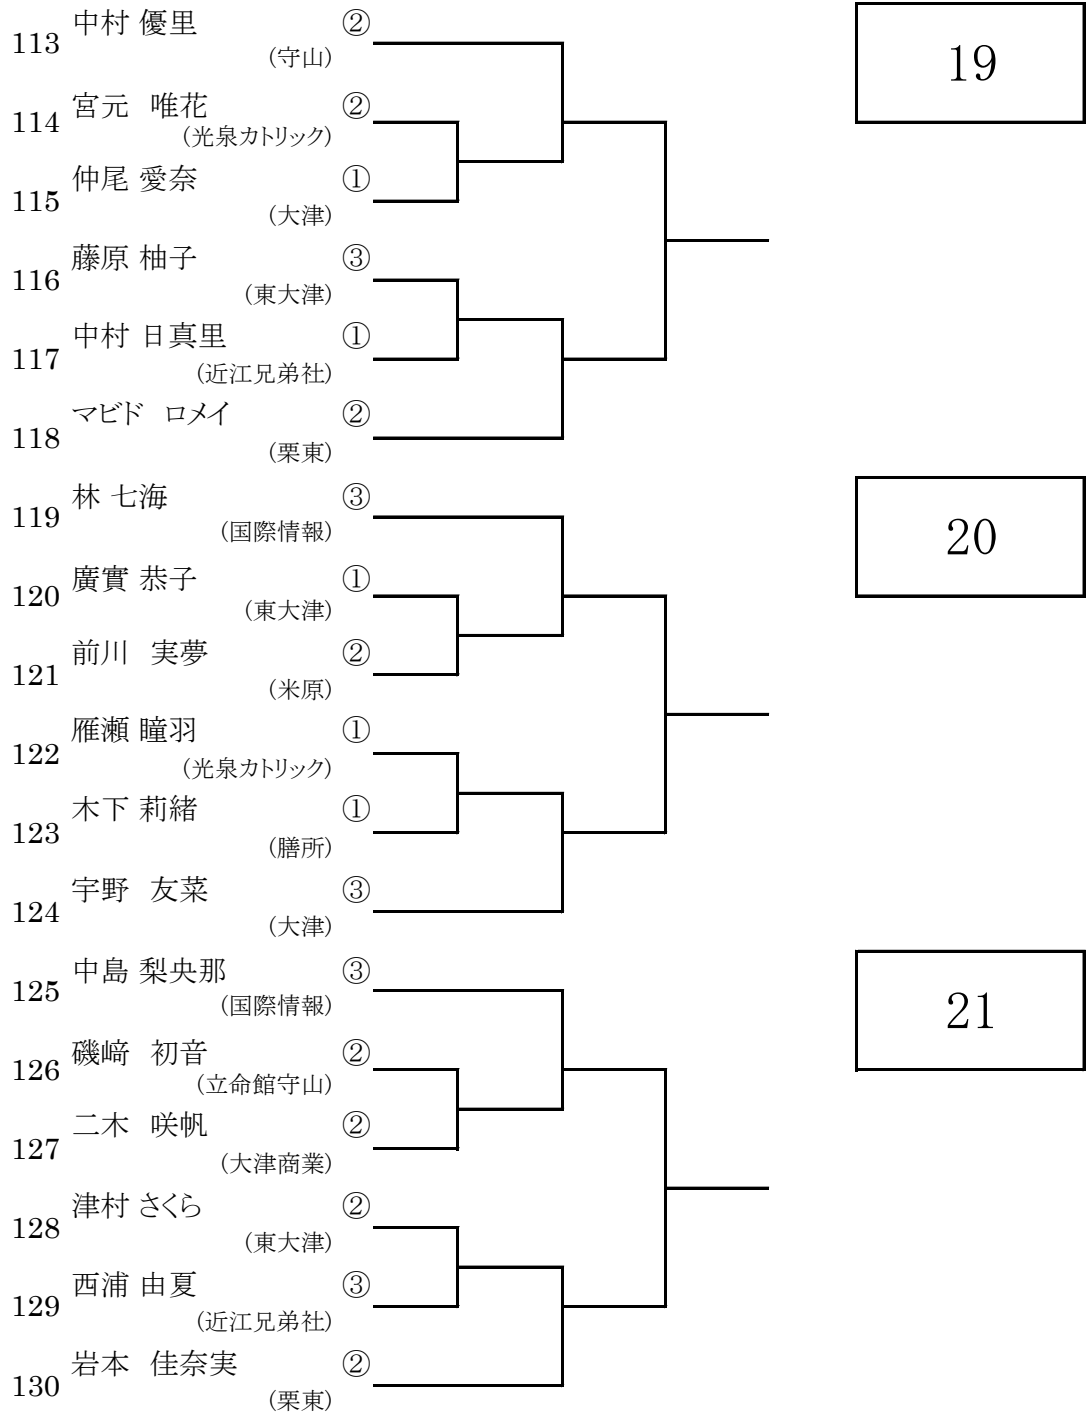 113 中村 優里 ②
(守山)
19
114 宮元　唯花 ②
(光泉カトリック)
115 仲尾 愛奈 ①
(大津)
116 藤原 柚子 ③
(東大津)
117 中村 日真里 ①
(近江兄弟社)
118 マビド　ロメイ ②
(栗東)
119 林 七海 ③
(国際情報)
20
120 廣實 恭子 ①
(東大津)
121 前川　実夢 ②
(米原)
122 雁瀬 瞳羽 ①
(光泉カトリック)
123 木下 莉緒 ①
(膳所)
124 宇野　友菜 ③
(大津)
125 中島 梨央那 ③
(国際情報)
21
126 磯﨑　初音 ②
(立命館守山)
127 二木　咲帆 ②
(大津商業)
128 津村 さくら ②
(東大津)
129 西浦 由夏 ③
(近江兄弟社)
130 岩本　佳奈実 ②
(栗東)